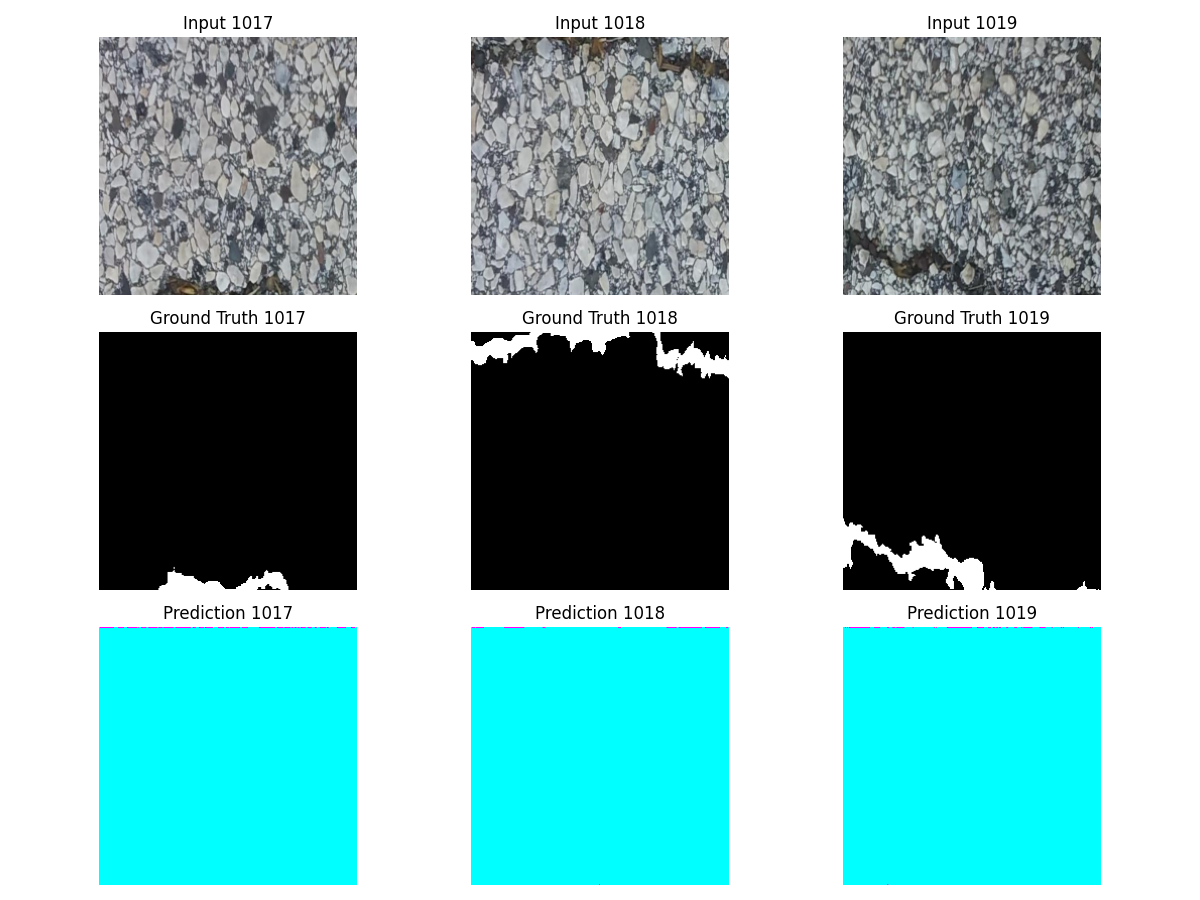 Input 1017
Input 1018
Input 1019
Ground Truth 1017
Ground Truth 1018
Ground Truth 1019
Prediction 1017
Prediction 1018
Prediction 1019